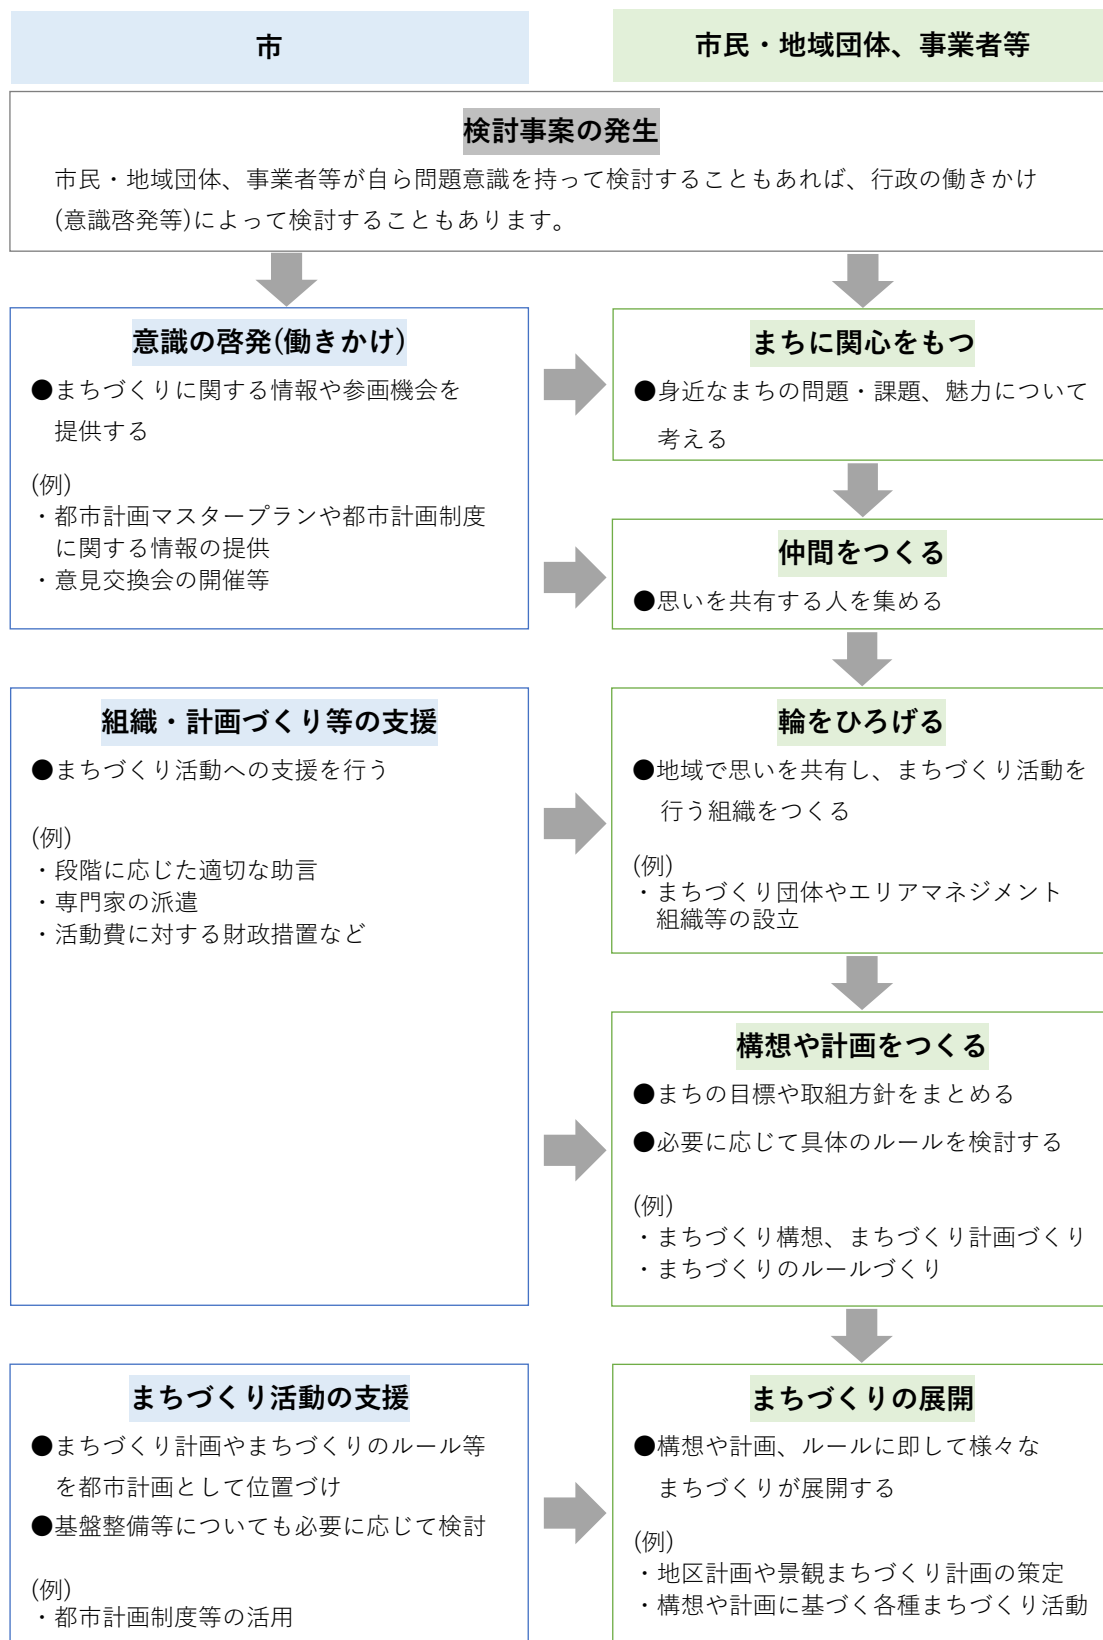 市
市民・地域団体、事業者等
検討事案の発生
市民・地域団体、事業者等が自ら問題意識を持って検討することもあれば、行政の働きかけ
(意識啓発等)によって検討することもあります。
意識の啓発(働きかけ)
●まちづくりに関する情報や参画機会を
提供する
(例)
・都市計画マスタープランや都市計画制度
に関する情報の提供
・意見交換会の開催等
まちに関心をもつ
●身近なまちの問題・課題、魅力について
考える
仲間をつくる
●思いを共有する人を集める
組織・計画づくり等の支援
●まちづくり活動への支援を行う
(例)
・段階に応じた適切な助言
・専門家の派遣
・活動費に対する財政措置など
輪をひろげる
●地域で思いを共有し、まちづくり活動を
行う組織をつくる
(例)
・まちづくり団体やエリアマネジメント
組織等の設立
構想や計画をつくる
●まちの目標や取組方針をまとめる
●必要に応じて具体のルールを検討する
(例)
・まちづくり構想、まちづくり計画づくり
・まちづくりのルールづくり
まちづくり活動の支援
●まちづくり計画やまちづくりのルール等
を都市計画として位置づけ
●基盤整備等についても必要に応じて検討
(例)
・都市計画制度等の活用
まちづくりの展開
●構想や計画、ルールに即して様々な
まちづくりが展開する
(例)
・地区計画や景観まちづくり計画の策定
・構想や計画に基づく各種まちづくり活動